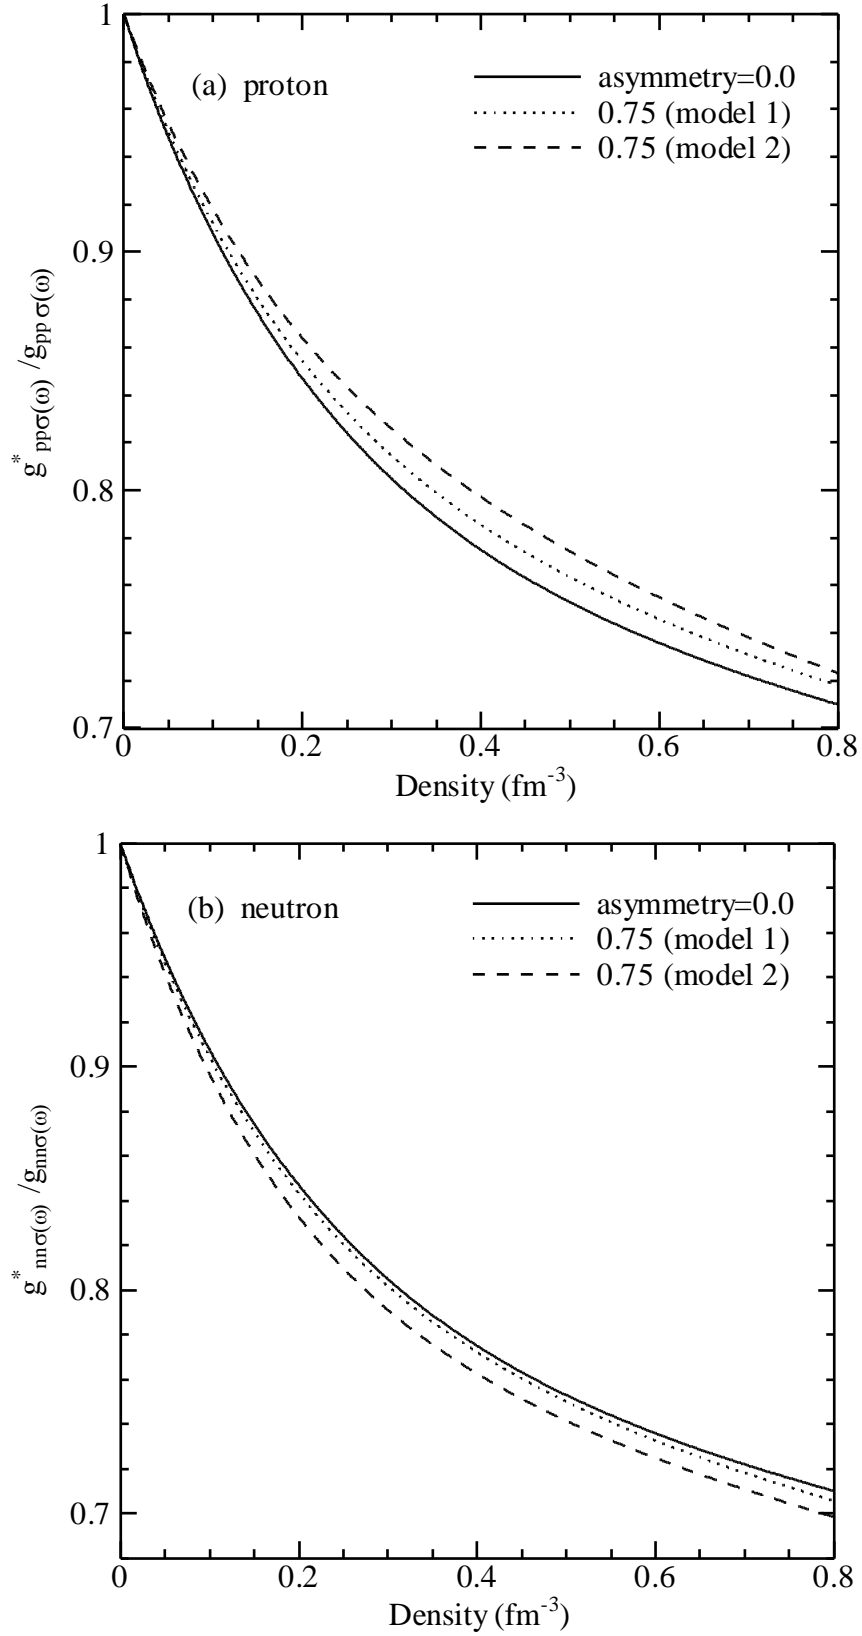 1
(a) proton
asymmetry=0.0
0.75 (model 1)
0.75 (model 2)
0.9
g*ppσ(ω) /gpp σ(ω)
0.8
0.7
0 0.2 0.4 0.6 0.8
Density (fm-3)
1
(b) neutron
asymmetry=0.0
0.75 (model 1)
0.75 (model 2)
0.9
g*nnσ(ω) /gnnσ(ω)
0.8
0.7
0 0.2 0.4 0.6 0.8
Density (fm-3)